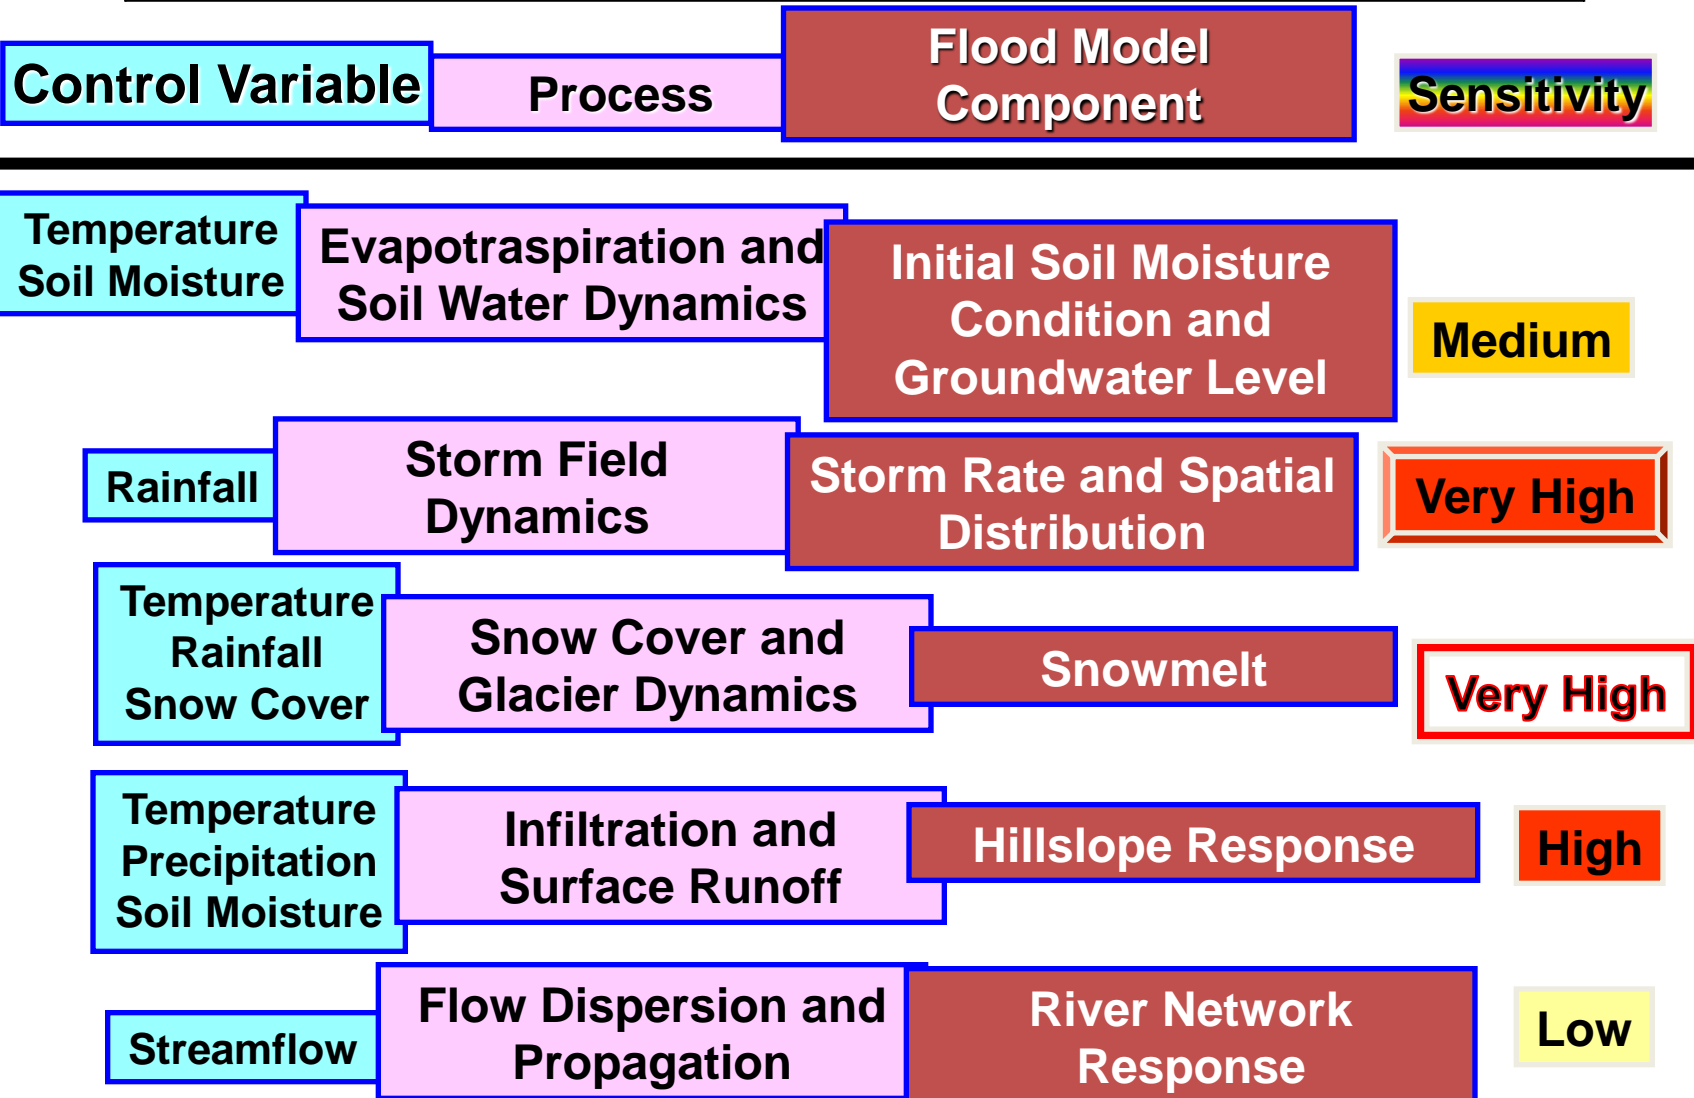 Control Variable
Process
Flood Model
Component
Sensitivity
Temperature
Soil Moisture
Evapotraspiration and
Soil Water Dynamics
Initial Soil Moisture
Condition and
Groundwater Level
Medium
Rainfall
Storm Field
Dynamics
Storm Rate and Spatial
Distribution
Very High
Temperature
Rainfall
Snow Cover
Snow Cover and
Glacier Dynamics
Snowmelt
Very High
Temperature
Precipitation
Soil Moisture
Infiltration and
Surface Runoff
Hillslope Response
High
Streamflow
Flow Dispersion and
Propagation
River Network
Response
Low